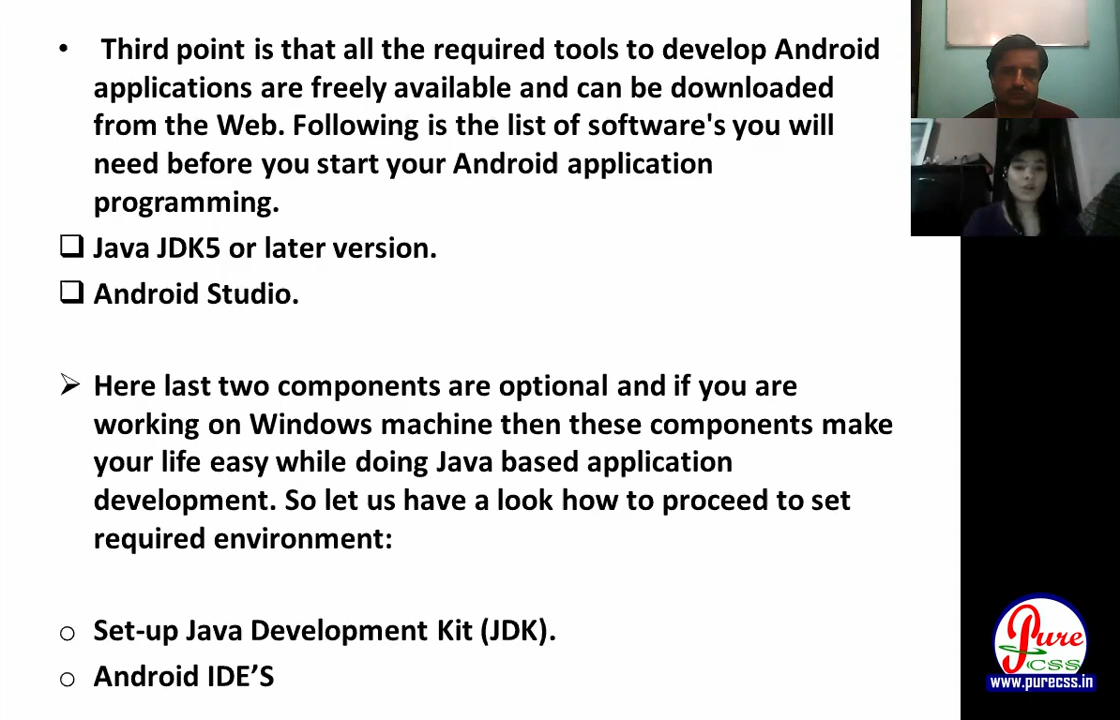 • Third point is that all the required tools to develop Android
applications are freely available and can be downloaded
from the Web. Following is the list of software's you will
need before you start your Android application
programming.
❑ Java JDK5 or later version.
❑ Android Studio.
➢ Here last two components are optional and if you are
working on Windows machine then these components make
your life easy while doing Java based application
development. So let us have a look how to proceed to set
required environment:
o Set-up Java Development Kit (JDK).
o Android IDE’S
Pure
CSS
www.purecss.in